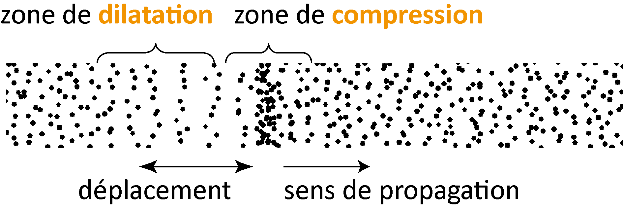 zone de dilatation zone de compression
déplacement sens de propagation